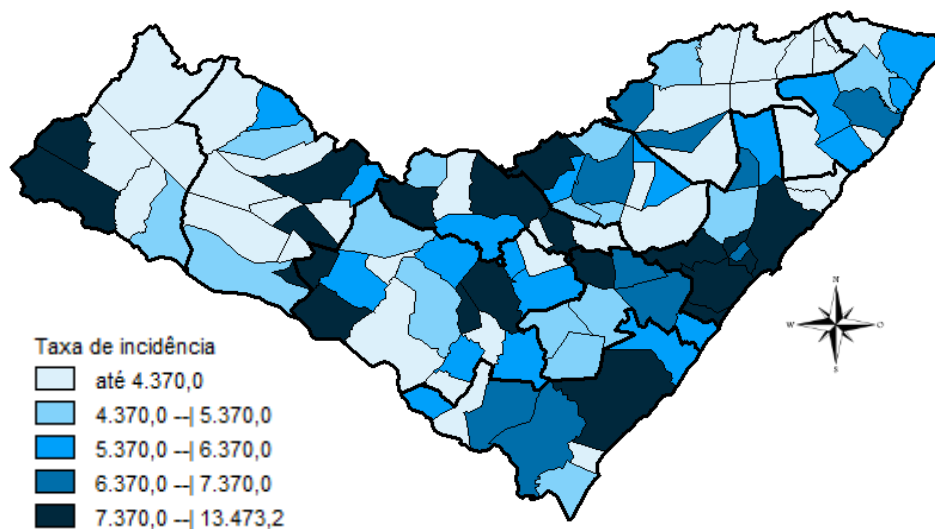 N
W
O
S
Taxa de incidência
até 4.370,0
4.370,0 --| 5.370,0
5.370,0 --| 6.370,0
6.370,0 --| 7.370,0
7.370,0 --| 13.473,2